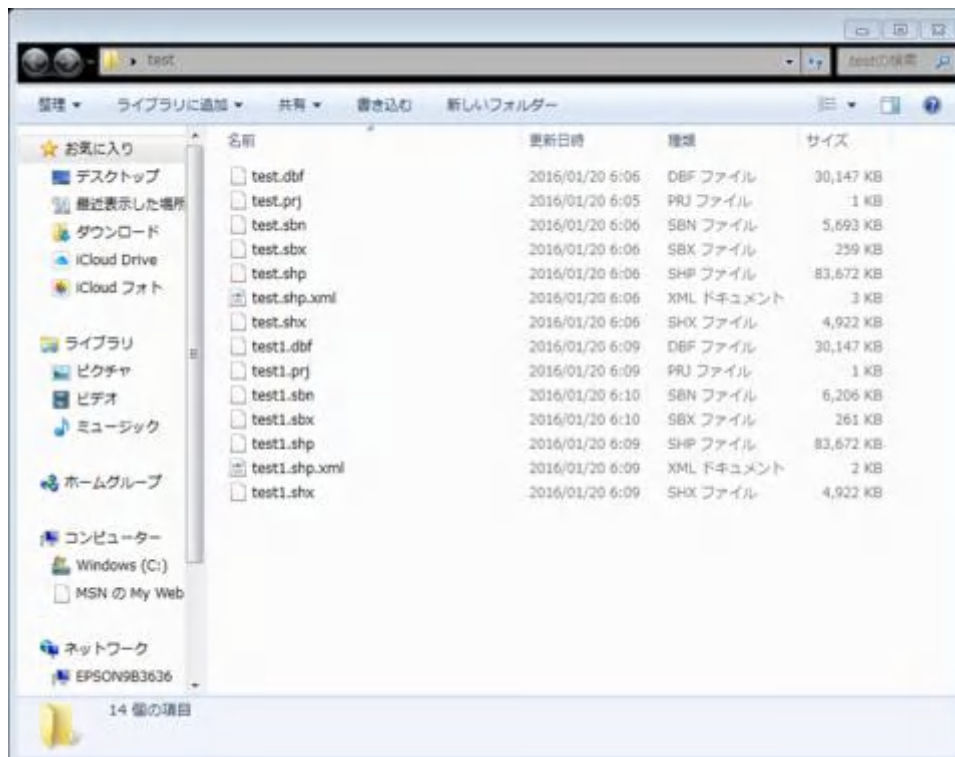 test
testの検索
整理 ライブラリに追加 共有 書き込む 新しいフォルダー
名前 更新日時 種類 サイズ
test.dbf 2016/01/20 6:06 DBF ファイル 30,147 KB
test.prj 2016/01/20 6:05 PRJ ファイル 1 KB
test.sbn 2016/01/20 6:06 SBN ファイル 5,693 KB
test.sbx 2016/01/20 6:06 SBX ファイル 259 KB
test.shp 2016/01/20 6:06 SHP ファイル 83,672 KB
test.shp.xml 2016/01/20 6:06 XML ドキュメント 3 KB
test.shx 2016/01/20 6:06 SHX ファイル 4,922 KB
test1.dbf 2016/01/20 6:09 DBF ファイル 30,147 KB
test1.prj 2016/01/20 6:09 PRJ ファイル 1 KB
test1.sbn 2016/01/20 6:10 SBN ファイル 6,206 KB
test1.sbx 2016/01/20 6:10 SBX ファイル 261 KB
test1.shp 2016/01/20 6:09 SHP ファイル 83,672 KB
test1.shp.xml 2016/01/20 6:09 XML ドキュメント 2 KB
test1.shx 2016/01/20 6:09 SHX ファイル 4,922 KB
お気に入り
デスクトップ
最近表示した場所
ダウンロード
iCloud Drive
iCloud フォト
ライブラリ
ピクチャ
ビデオ
ミュージック
ホームグループ
コンピューター
Windows (C:)
MSN の My Web
ネットワーク
EPSON9B3636
14 個の項目